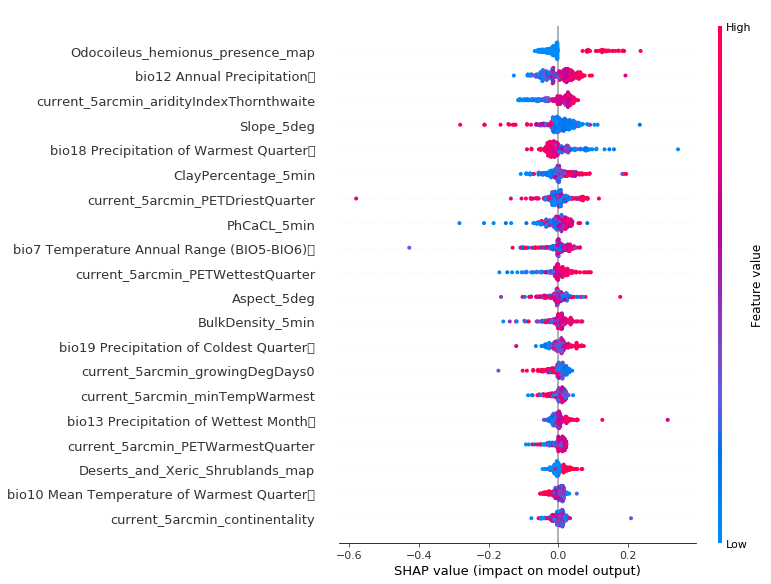 Odocoileus_hemionus_presence_map
bio12 Annual Precipitation
current_5arcmin_aridityIndexThornthwaite
Slope_5deg
bio18 Precipitation of Warmest Quarter
ClayPercentage_5min
current_5arcmin_PETDriestQuarter
PhCaCL_5min
bio7 Temperature Annual Range (BIO5-BIO6)
current_5arcmin_PETWettestQuarter
Aspect_5deg
BulkDensity_5min
bio19 Precipitation of Coldest Quarter
current_5arcmin_growingDegDays0
current_5arcmin_minTempWarmest
bio13 Precipitation of Wettest Month
current_5arcmin_PETWarmestQuarter
Deserts_and_Xeric_Shrublands_map
bio10 Mean Temperature of Warmest Quarter
current_5arcmin_continentality
−0.6 −0.4 −0.2 0.0 0.2
SHAP value (impact on model output)
High
Feature value
Low